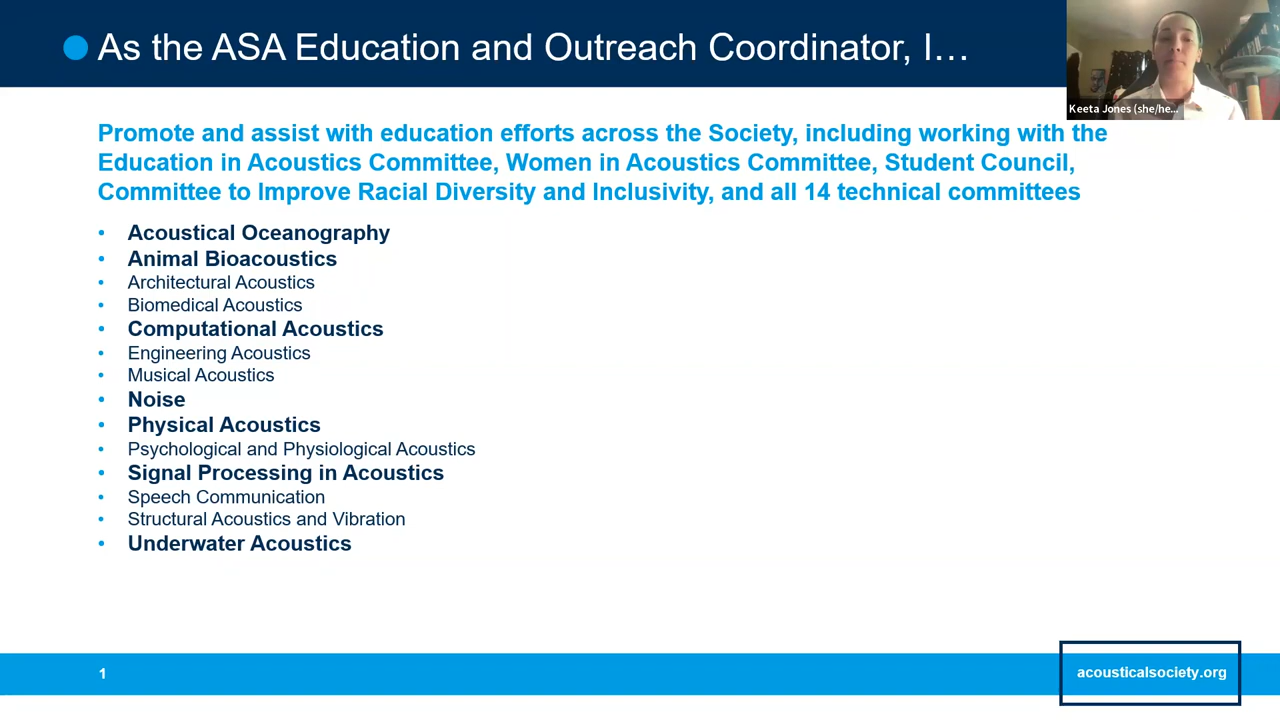 As the ASA Education and Outreach Coordinator, I…
Keeta Jones (she/he...
Promote and assist with education efforts across the Society, including working with the
Education in Acoustics Committee, Women in Acoustics Committee, Student Council,
Committee to Improve Racial Diversity and Inclusivity, and all 14 technical committees
• Acoustical Oceanography
• Animal Bioacoustics
• Architectural Acoustics
• Biomedical Acoustics
• Computational Acoustics
• Engineering Acoustics
• Musical Acoustics
• Noise
• Physical Acoustics
• Psychological and Physiological Acoustics
• Signal Processing in Acoustics
• Speech Communication
• Structural Acoustics and Vibration
• Underwater Acoustics
1
acousticalsociety.org